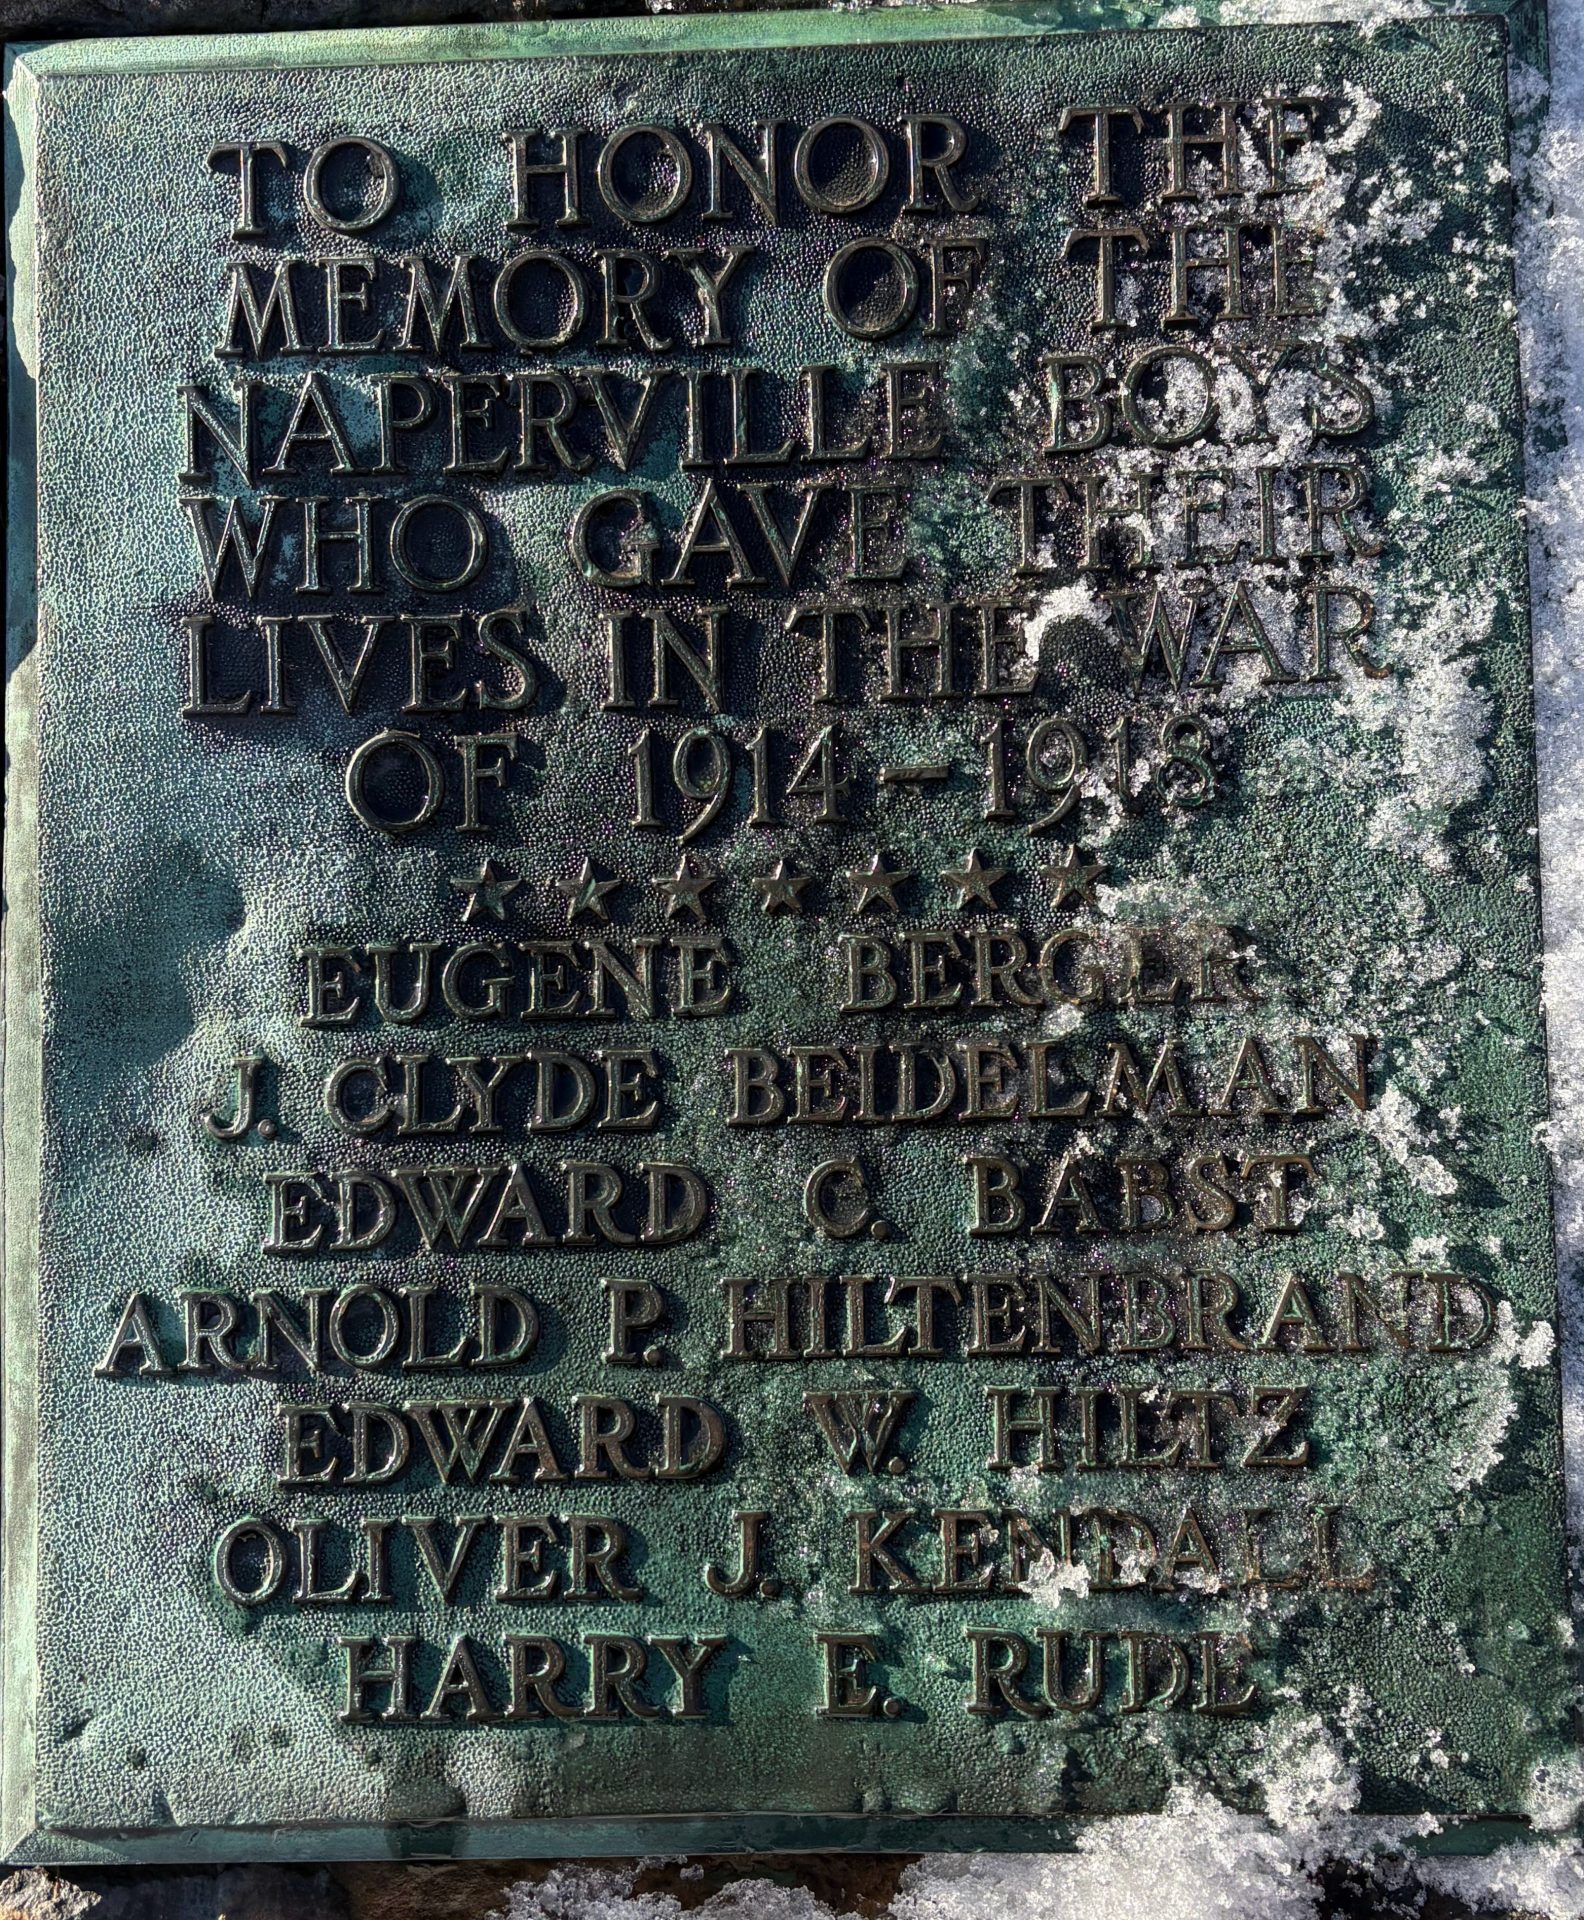 TO HONOR THE
MEMORY OF THE
NAPERVILLE BOYS
WHO GAVE THEIR
LIVES IN THE WAR
OF 1914-1918
EUGENE BERGER
J. CLYDE BEIDELMAN
EDWARD C. BABST
ARNOLD P. HILTENBRAND
EDWARD W. HILTZ
OLIVER J. KENDALL
HARRY E. RUDE